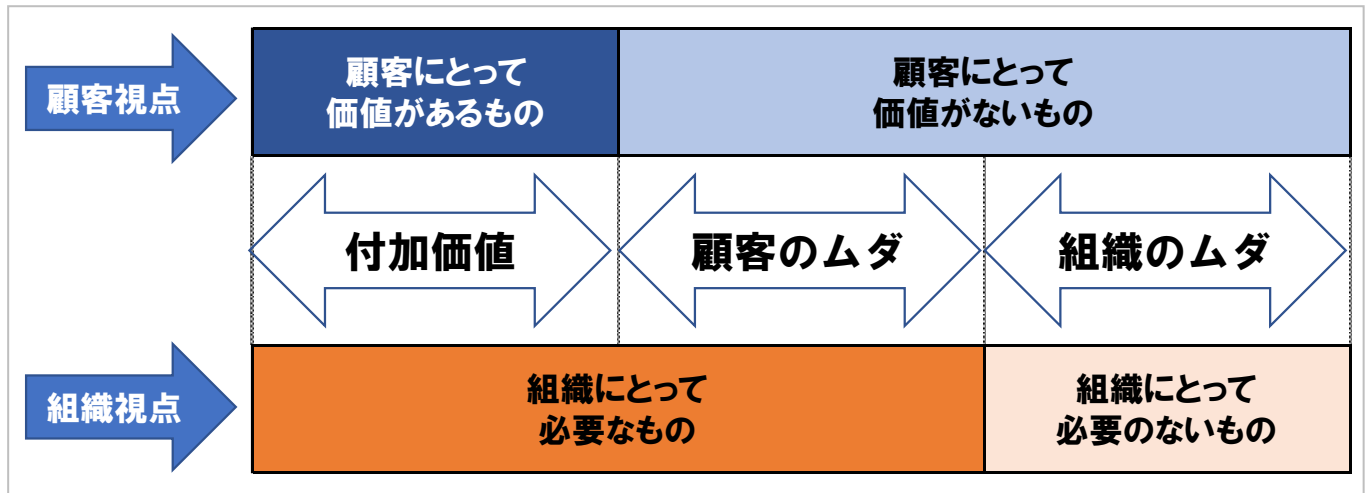 顧客視点
顧客にとって
価値があるもの
顧客にとって
価値がないもの
付加価値
顧客のムダ
組織のムダ
組織視点
組織にとって
必要なもの
組織にとって
必要のないもの